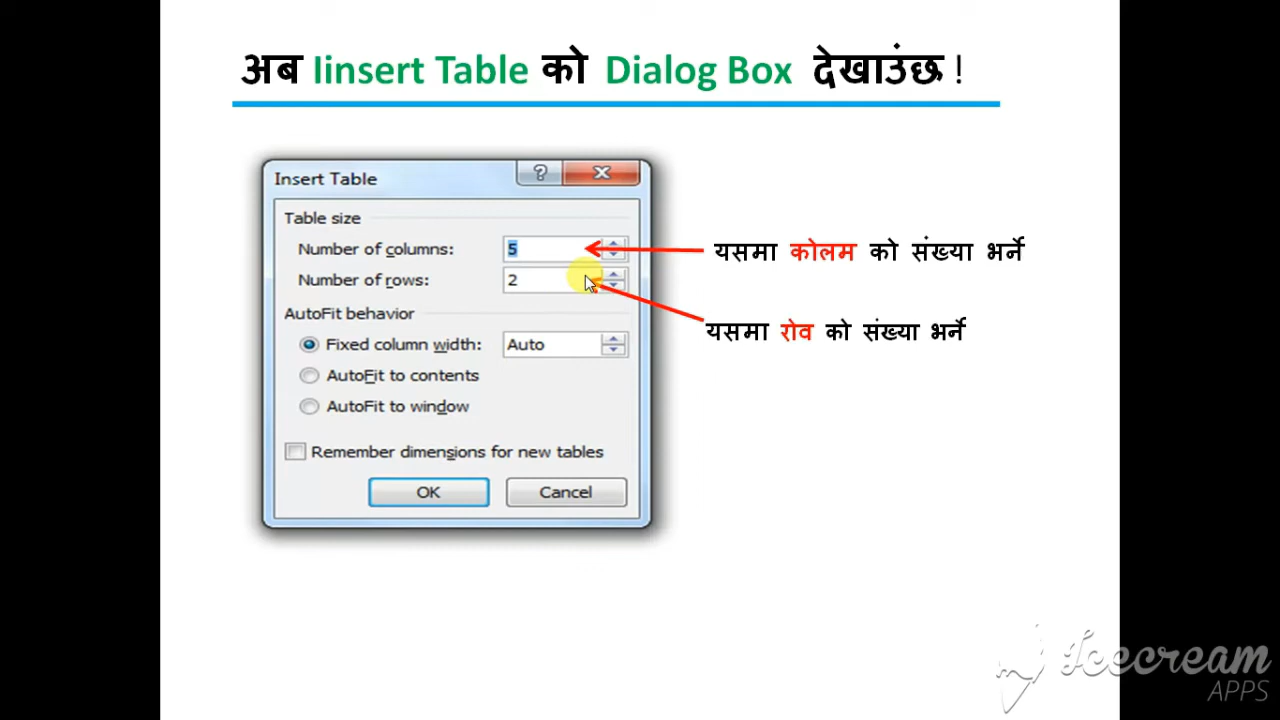 अब Iinsert Table को Dialog Box देखाउंछ !
Insert Table
Table size
Number of columns: 5
यसमा कोलम को संख्या भर्ने
Number of rows: 2
यसमा रोव को संख्या भर्ने
AutoFit behavior
Fixed column width: Auto
AutoFit to contents
AutoFit to window
Remember dimensions for new tables
OK Cancel
Icecream
APPS